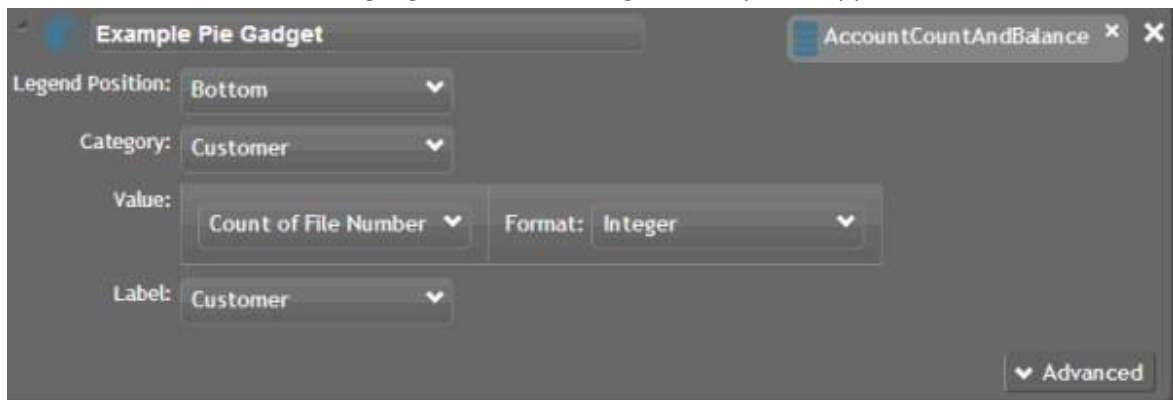 Example Pie Gadget AccountCountAndBalance × ×
Legend Position: Bottom
Category: Customer
Value: Count of File Number Format: Integer
Label: Customer
Advanced